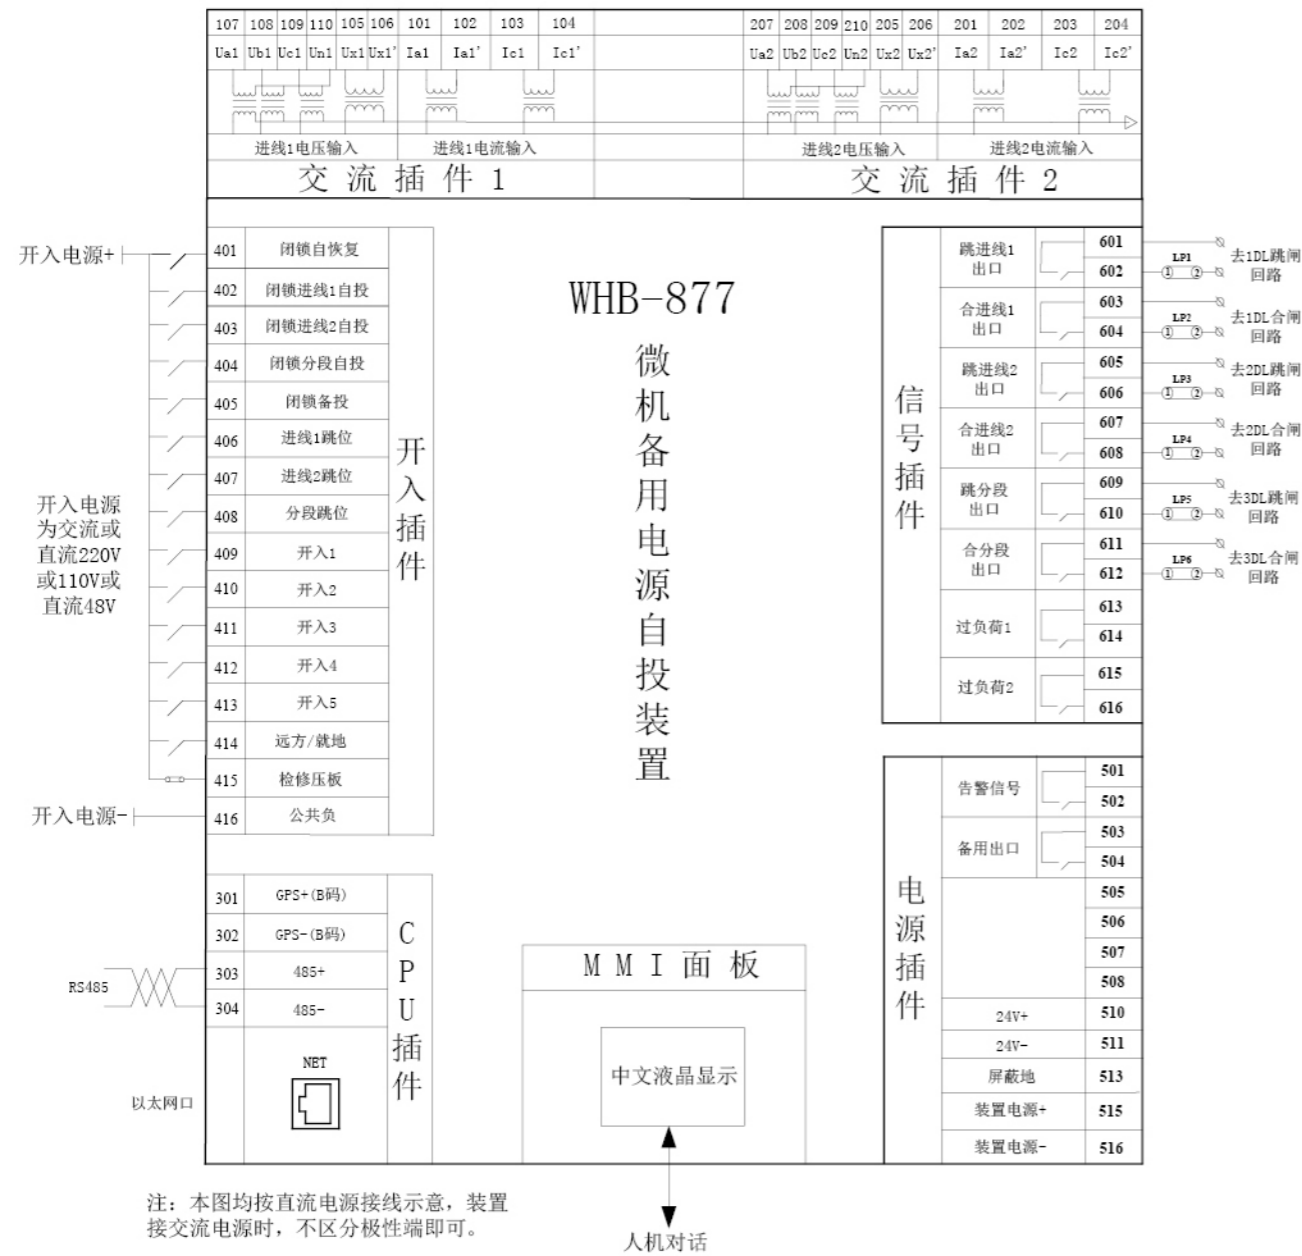 107 108 109 110 105 106 101 102 103 104
207 208 209 210 205 206 201 202 203 204
Ua1 Ub1 Uc1 Un1 Ux1 Ux1' Ia1 Ia1' Ic1 Ic1'
Ua2 Ub2 Uc2 Un2 Ux2 Ux2' Ia2 Ia2' Ic2 Ic2'
进线1电压输入 进线1电流输入
进线2电压输入 进线2电流输入
交流插件1
交流插件2
开入电源+
401 闭锁自恢复
402 闭锁进线1自投
403 闭锁进线2自投
404 闭锁分段自投
405 闭锁备投
406 进线1跳位
407 进线2跳位
408 分段跳位
409 开入1
410 开入2
411 开入3
412 开入4
413 开入5
414 远方/就地
415 检修压板
416 公共负
开入插件
开入电源
为交流或
直流220V
或110V或
直流48V
开入电源-
301 GPS+(B码)
302 GPS-(B码)
303 485+
304 485-
RS485
NET
以太网口
CPU插件
WHB-877
微机备用电源自投装置
MMI面板
中文液晶显示
人机对话
信号插件
跳进线1
出口
601
602
LP1
① ②
去1DL跳闸
回路
合进线1
出口
603
604
LP2
① ②
去1DL合闸
回路
跳进线2
出口
605
606
LP3
① ②
去2DL跳闸
回路
合进线2
出口
607
608
LP4
① ②
去2DL合闸
回路
跳分段
出口
609
610
LP5
① ②
去3DL跳闸
回路
合分段
出口
611
612
LP6
① ②
去3DL合闸
回路
过负荷1
613
614
过负荷2
615
616
电源插件
告警信号
501
502
备用出口
503
504
505
506
507
508
24V+ 510
24V- 511
屏蔽地 513
装置电源+ 515
装置电源- 516
注：本图均按直流电源接线示意，装置
接交流电源时，不区分极性端即可。